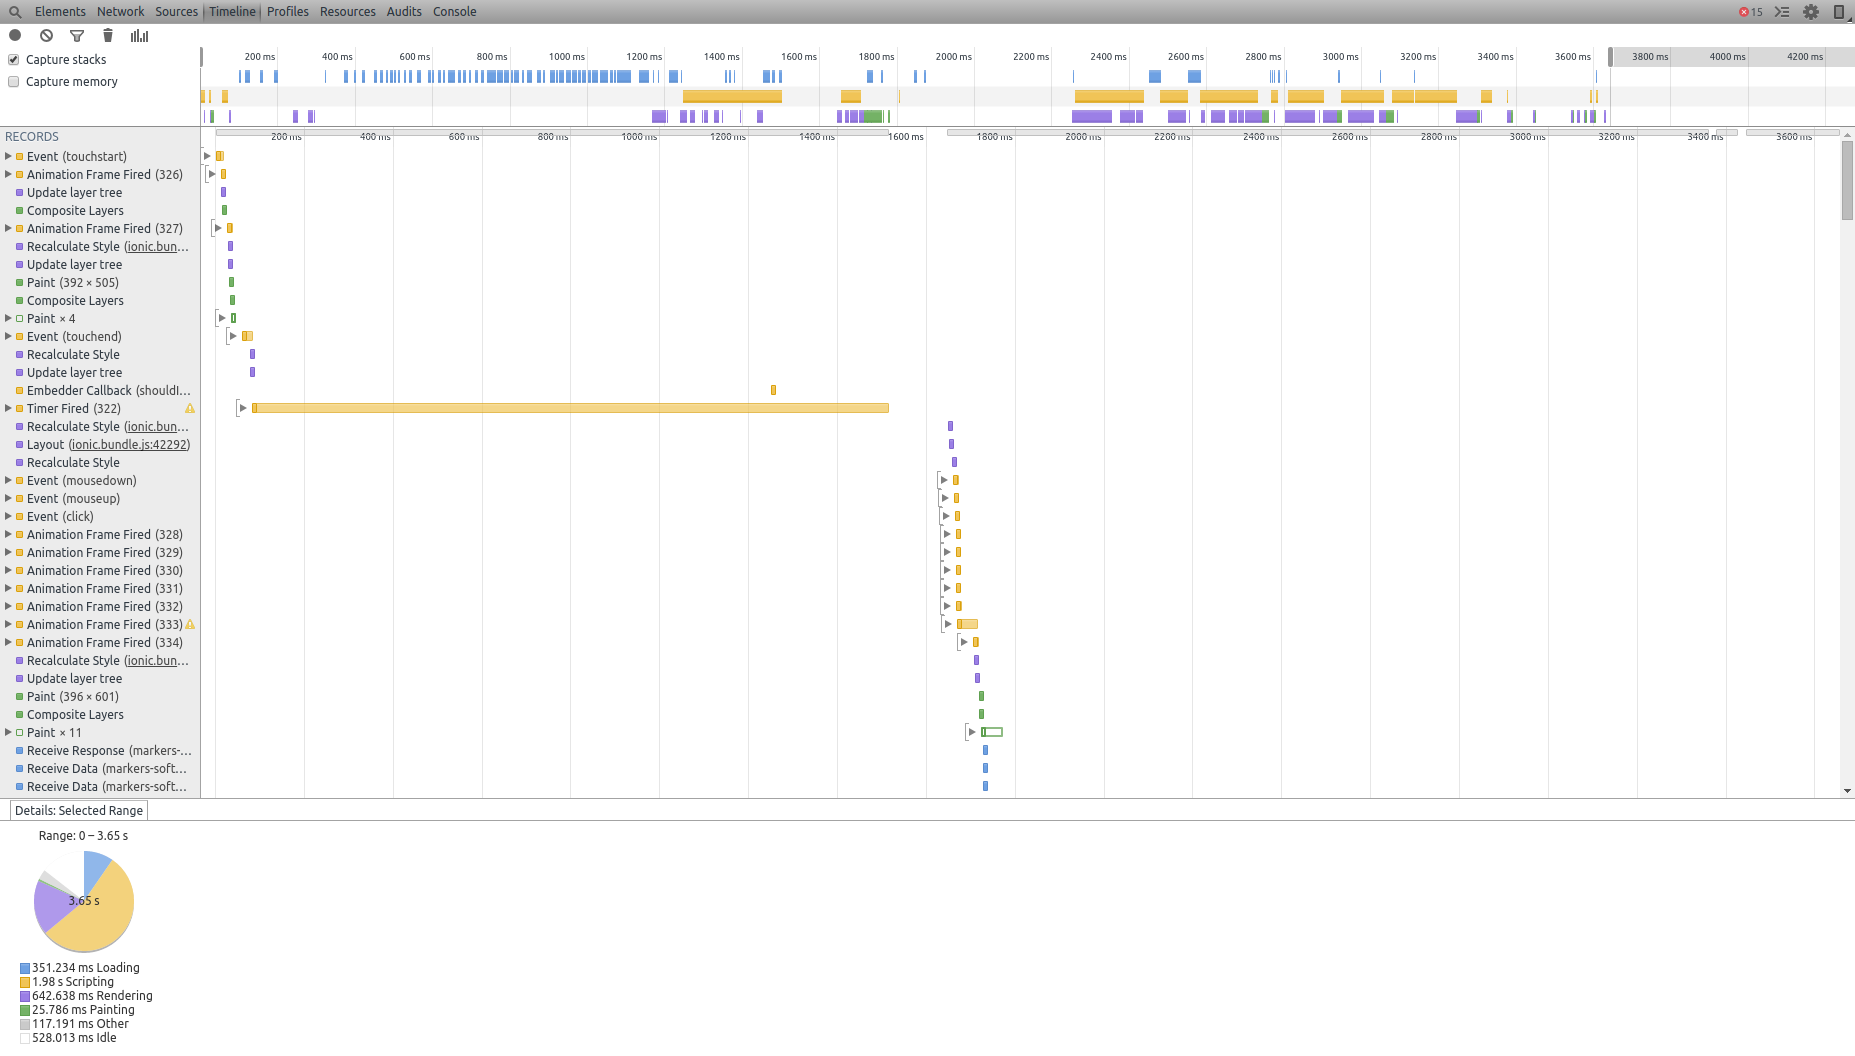 Elements Network Sources Timeline Profiles Resources Audits Console 15
Capture stacks
Capture memory
200 ms 400 ms 600 ms 800 ms 1000 ms 1200 ms 1400 ms 1600 ms 1800 ms 2000 ms 2200 ms 2400 ms 2600 ms 2800 ms 3000 ms 3200 ms 3400 ms 3600 ms 3800 ms 4000 ms 4200 ms
RECORDS
200 ms 400 ms 600 ms 800 ms 1000 ms 1200 ms 1400 ms 1600 ms 1800 ms 2000 ms 2200 ms 2400 ms 2600 ms 2800 ms 3000 ms 3200 ms 3400 ms 3600 ms
Event (touchstart)
Animation Frame Fired (326)
Update layer tree
Composite Layers
Animation Frame Fired (327)
Recalculate Style (ionic.bun...
Update layer tree
Paint (392 × 505)
Composite Layers
Paint × 4
Event (touchend)
Recalculate Style
Update layer tree
Embedder Callback (shouldI...
Timer Fired (322)
Recalculate Style (ionic.bun...
Layout (ionic.bundle.js:42292)
Recalculate Style
Event (mousedown)
Event (mouseup)
Event (click)
Animation Frame Fired (328)
Animation Frame Fired (329)
Animation Frame Fired (330)
Animation Frame Fired (331)
Animation Frame Fired (332)
Animation Frame Fired (333)
Animation Frame Fired (334)
Recalculate Style (ionic.bun...
Update layer tree
Paint (396 × 601)
Composite Layers
Paint × 11
Receive Response (markers-...
Receive Data (markers-soft...
Receive Data (markers-soft...
Details: Selected Range
Range: 0 – 3.65 s
3.65 s
351.234 ms Loading
1.98 s Scripting
642.638 ms Rendering
25.786 ms Painting
117.191 ms Other
528.013 ms Idle